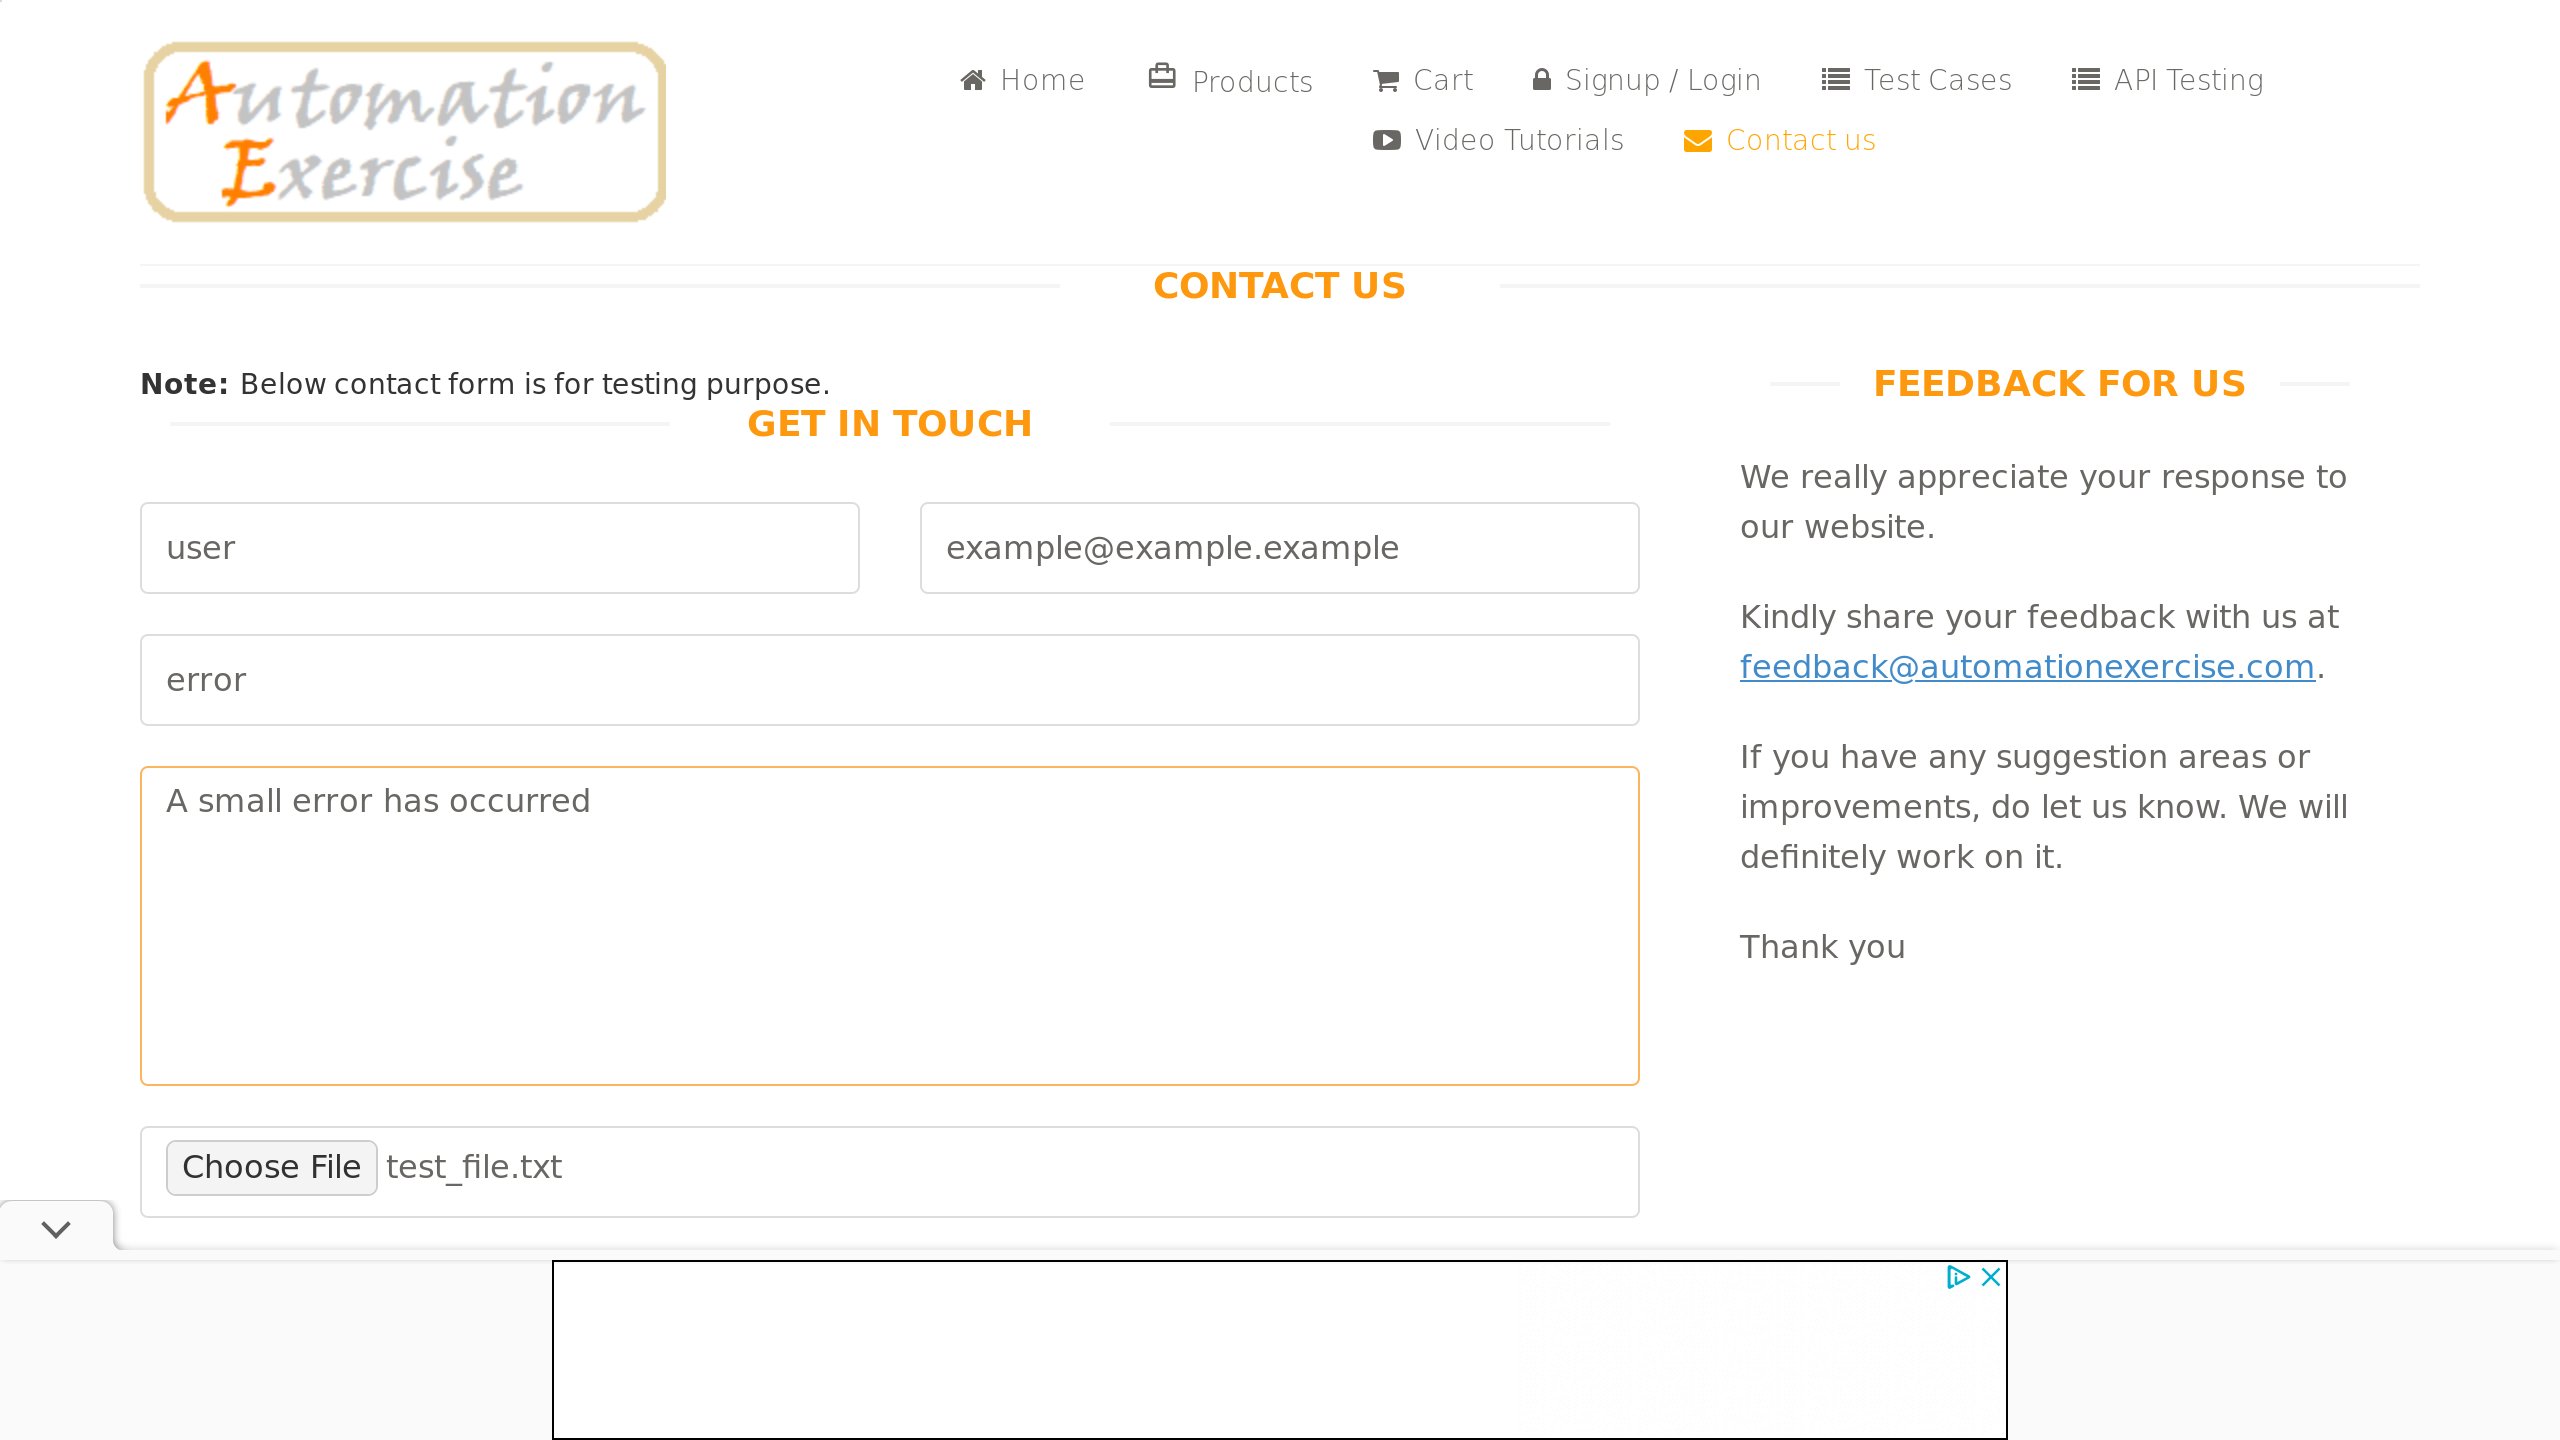 Automation
Exercise
Home
Products
Cart
Signup / Login
Test Cases
API Testing
Video Tutorials
Contact us
CONTACT US
Note: Below contact form is for testing purpose.
GET IN TOUCH
user
example@example.example
error
A small error has occurred
Choose File test_file.txt
FEEDBACK FOR US
We really appreciate your response to
our website.
Kindly share your feedback with us at
feedback@automationexercise.com.
If you have any suggestion areas or
improvements, do let us know. We will
definitely work on it.
Thank you